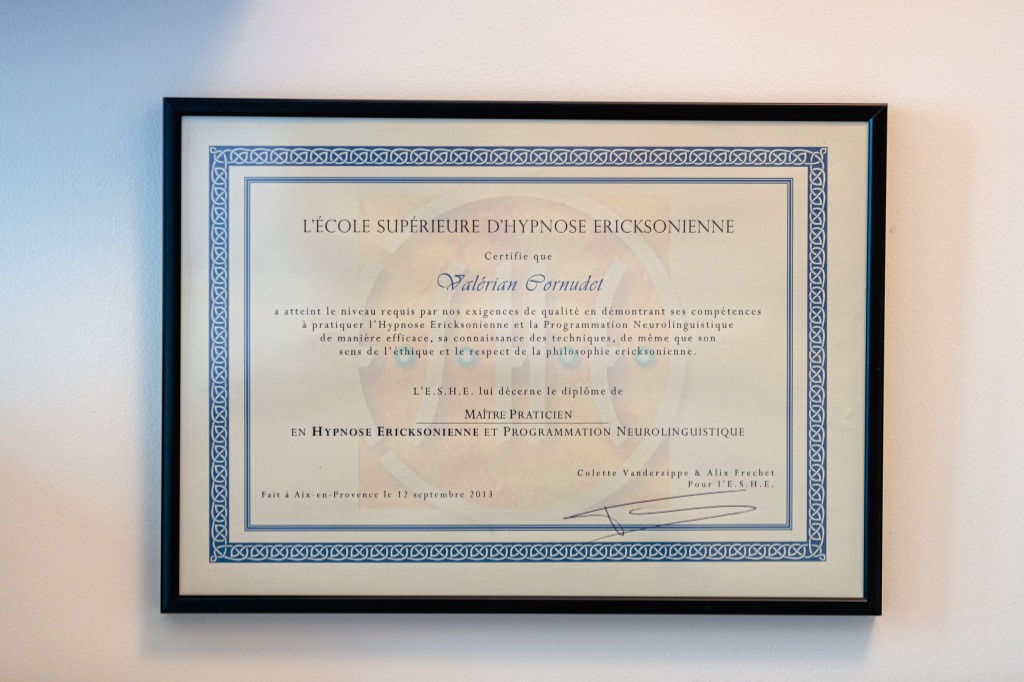 L'ÉCOLE SUPÉRIEURE D'HYPNOSE ERICKSONIENNE
Certifie que
Valérian Cornudet
a atteint le niveau requis par nos exigences de qualité en démontrant ses compétences
à pratiquer l'Hypnose Ericksonienne et la Programmation Neurolinguistique
de manière efficace, sa connaissance des techniques, de même que son
sens de l'éthique et le respect de la philosophie ericksonienne.
L'E.S.H.E. lui décerne le diplôme de
MAÎTRE PRATICIEN
EN HYPNOSE ERICKSONIENNE ET PROGRAMMATION NEUROLINGUISTIQUE
Colette Vanderzippe & Alix Frechet
Pour l'E.S.H.E.
Fait à Aix-en-Provence le 12 septembre 2013